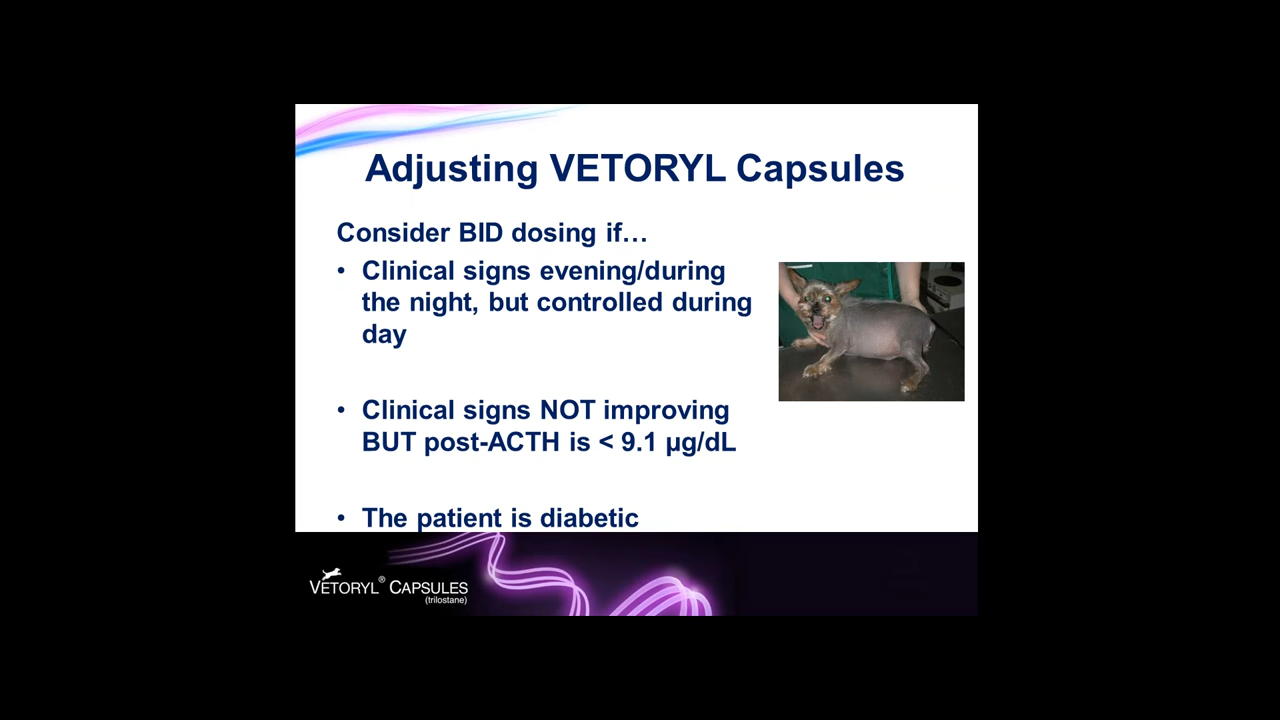 Adjusting VETORYL Capsules
Consider BID dosing if…
• Clinical signs evening/during
the night, but controlled during
day
• Clinical signs NOT improving
BUT post-ACTH is < 9.1 µg/dL
• The patient is diabetic
VETORYL® CAPSULES
(trilostane)